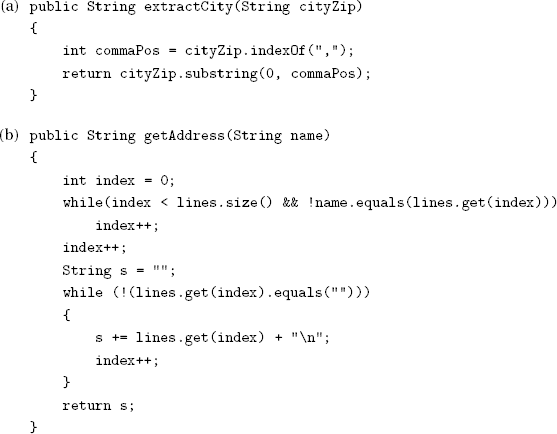 (a) public String extractCity(String cityZip)
{
int commaPos = cityZip.indexOf(",");
return cityZip.substring(0, commaPos);
}
(b) public String getAddress(String name)
{
int index = 0;
while(index < lines.size() && !name.equals(lines.get(index)))
index++;
index++;
String s = "";
while (!(lines.get(index).equals("")))
{
s += lines.get(index) + "\n";
index++;
}
return s;
}